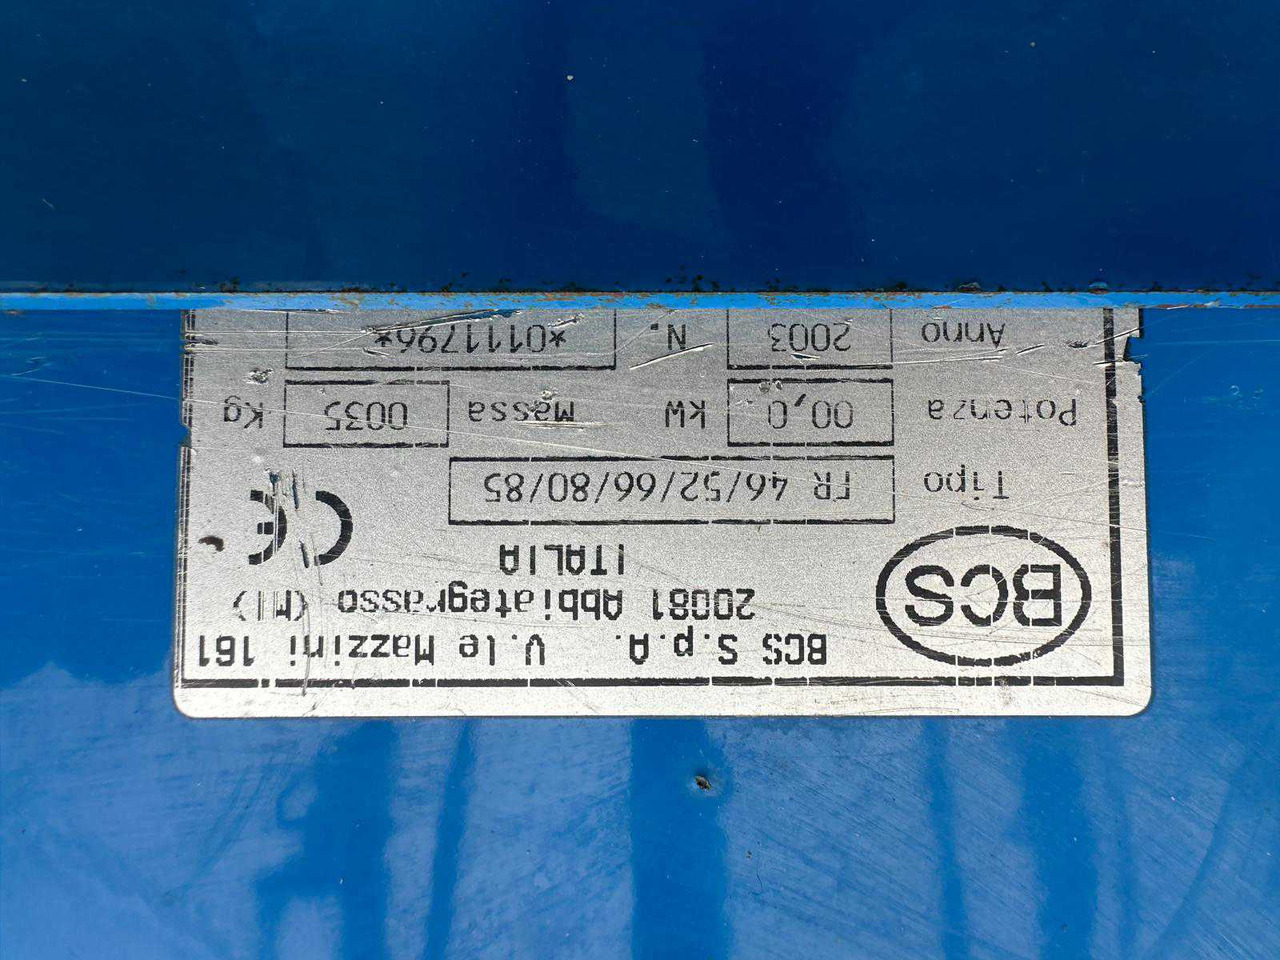 BCS
BCS S.p.A. V.le Mazzini 161
20081 Abbiategrasso (MI)
ITALIA
CE
Tipo FR 46/52/66/80/85
Potenza 00,0 kW Massa 0035 Kg
Anno 2003 N. *0111796*